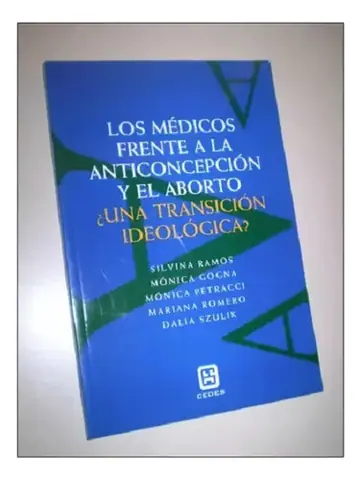 LOS MÉDICOS
FRENTE A LA
ANTICONCEPCIÓN
Y EL ABORTO
¿UNA TRANSICIÓN
IDEOLÓGICA?
SILVINA RAMOS
MÓNICA GOGNA
MÓNICA PETRACCI
MARIANA ROMERO
DALIA SZULIK
CEDES